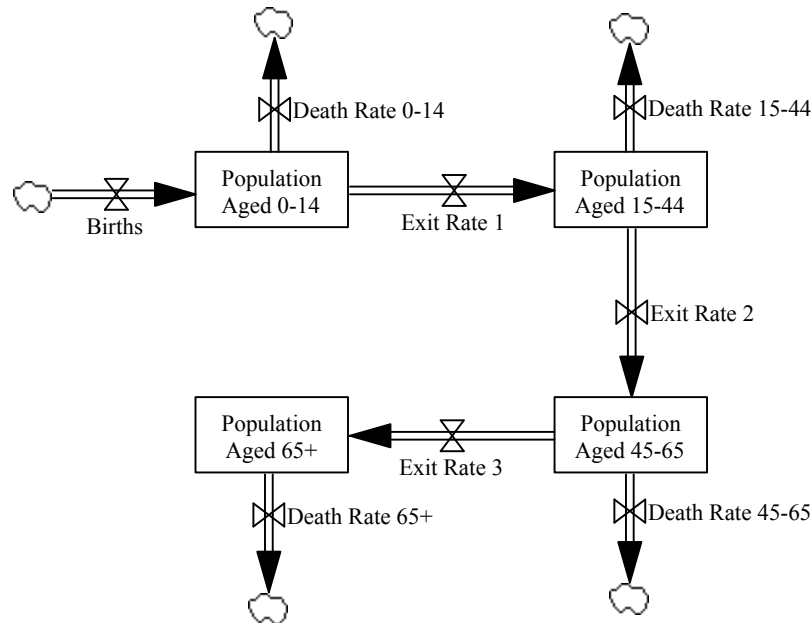 Death Rate 0-14
Death Rate 15-44
Population
Aged 0-14
Population
Aged 15-44
Births
Exit Rate 1
Exit Rate 2
Population
Aged 65+
Population
Aged 45-65
Exit Rate 3
Death Rate 65+
Death Rate 45-65